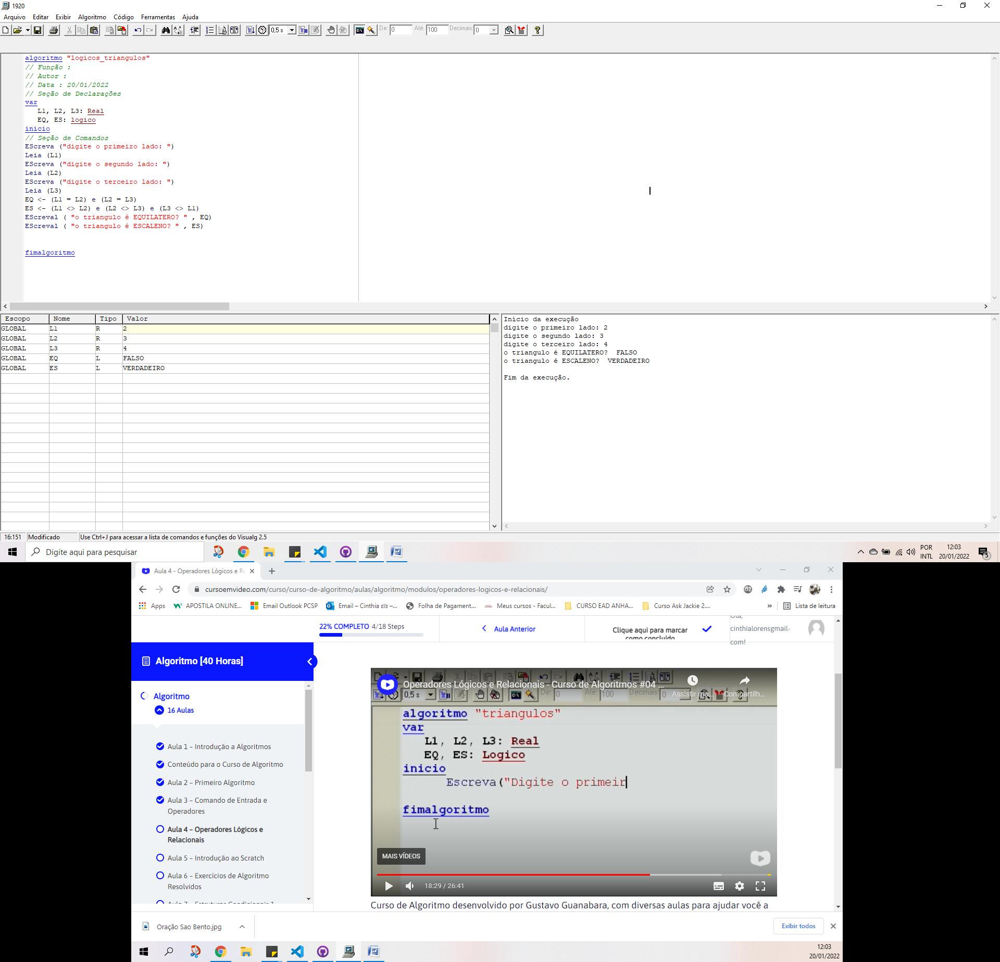 1920
Arquivo Editar Exibir Algoritmo Código Ferramentas Ajuda
0,5 s De: 0 Até: 100 Decimais: 0
algoritmo "logicos_triangulos"
// Função :
// Autor :
// Data : 20/01/2022
// Seção de Declarações
var
L1, L2, L3: Real
EQ, ES: logico
inicio
// Seção de Comandos
EScreva ("digite o primeiro lado: ")
Leia (L1)
EScreva ("digite o segundo lado: ")
Leia (L2)
EScreva ("digite o terceiro lado: ")
Leia (L3)
EQ <- (L1 = L2) e (L2 = L3)
ES <- (L1 <> L2) e (L2 <> L3) e (L3 <> L1)
EScreval ( "o triangulo é EQUILATERO? " , EQ)
EScreval ( "o triangulo é ESCALENO? " , ES)
fimalgoritmo
Escopo Nome Tipo Valor
GLOBAL L1 R 2
GLOBAL L2 R 3
GLOBAL L3 R 4
GLOBAL EQ L FALSO
GLOBAL ES L VERDADEIRO
Início da execução
digite o primeiro lado: 2
digite o segundo lado: 3
digite o terceiro lado: 4
o triangulo é EQUILATERO? FALSO
o triangulo é ESCALENO? VERDADEIRO
Fim da execução.
16:151 Modificado Use Ctrl+J para acessar a lista de comandos e funções do Visualg 2.5
Digite aqui para pesquisar
POR
INTL
12:03
20/01/2022
5
Aula 4 - Operadores Lógicos e Re
cursoemvideo.com/curso/curso-de-algoritmo/aulas/algoritmo/modulos/operadores-logicos-e-relacionais/
Apps APOSTILA ONLINE... Email Outlook PCSP Email – Cinthia εïз –... Folha de Pagament... Meus cursos - Facul... CURSO EAD ANHA... Curso Ask Jackie 2.... » Lista de leitura
22% COMPLETO 4/18 Steps
Aula Anterior
Clique aqui para marcar
como concluído
Olá,
cinthialorensgmail-
com!
Algoritmo [40 Horas]
Algoritmo
16 Aulas
Aula 1 – Introdução a Algoritmos
Conteúdo para o Curso de Algoritmo
Aula 2 – Primeiro Algoritmo
Aula 3 – Comando de Entrada e
Operadores
Aula 4 – Operadores Lógicos e
Relacionais
Aula 5 – Introdução ao Scratch
Aula 6 – Exercícios de Algoritmo
Resolvidos
Aula 7 – Estruturas Condicionais 1
Operadores Lógicos e Relacionais - Curso de Algoritmos #04 ...
Assistir ma... Compartilh...
0,5 s De: 0 Até: 100 Decimais: 0
algoritmo "triangulos"
var
L1, L2, L3: Real
EQ, ES: Logico
inicio
Escreva("Digite o primeir
fimalgoritmo
MAIS VÍDEOS
18:29 / 26:41
Curso de Algoritmo desenvolvido por Gustavo Guanabara, com diversas aulas para ajudar você a
Oração Sao Bento.jpg
Exibir todos
12:03
20/01/2022